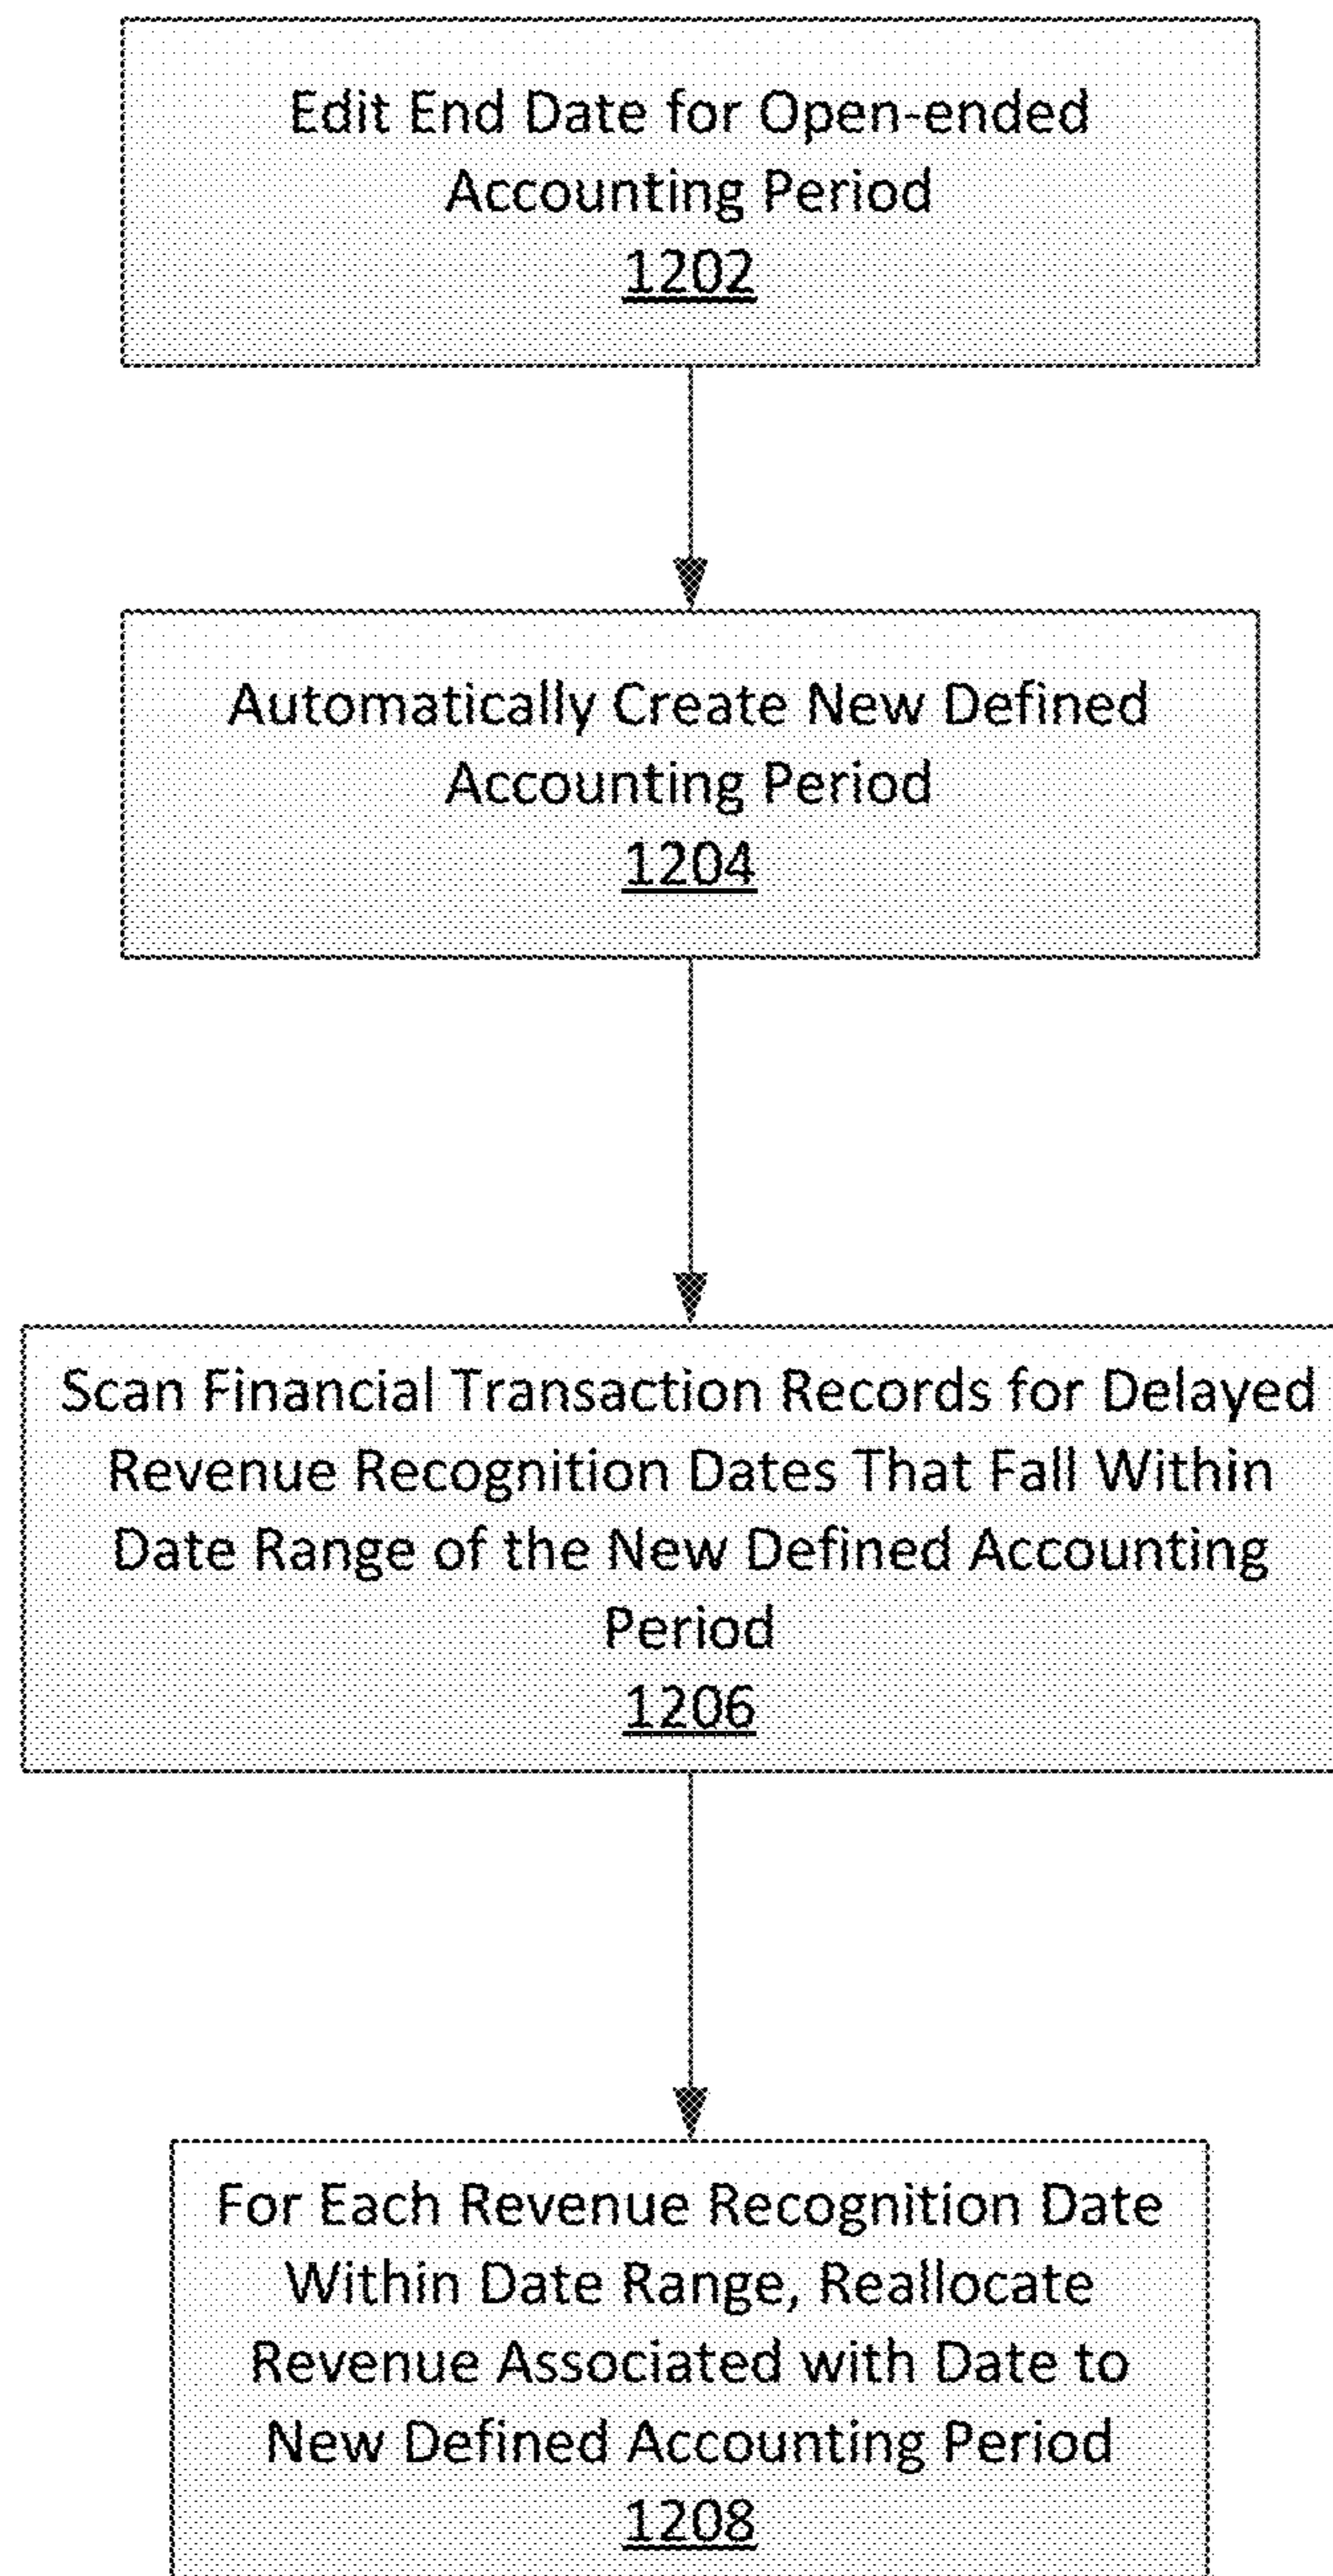 Edit End Date for Open-ended
Accounting Period
1202
Automatically Create New Defined
Accounting Period
1204
Scan Financial Transaction Records for Delayed
Revenue Recognition Dates That Fall Within
Date Range of the New Defined Accounting
Period
1206
For Each Revenue Recognition Date
Within Date Range, Reallocate
Revenue Associated with Date to
New Defined Accounting Period
1208